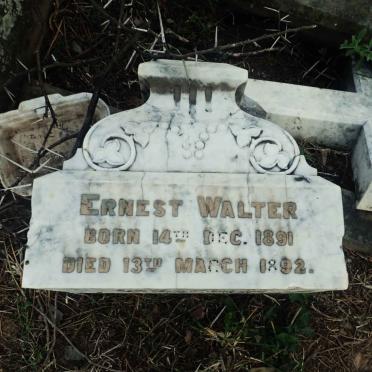 ERNEST WALTER
BORN 14TH DEC. 1891
DIED 13TH MARCH 1892.